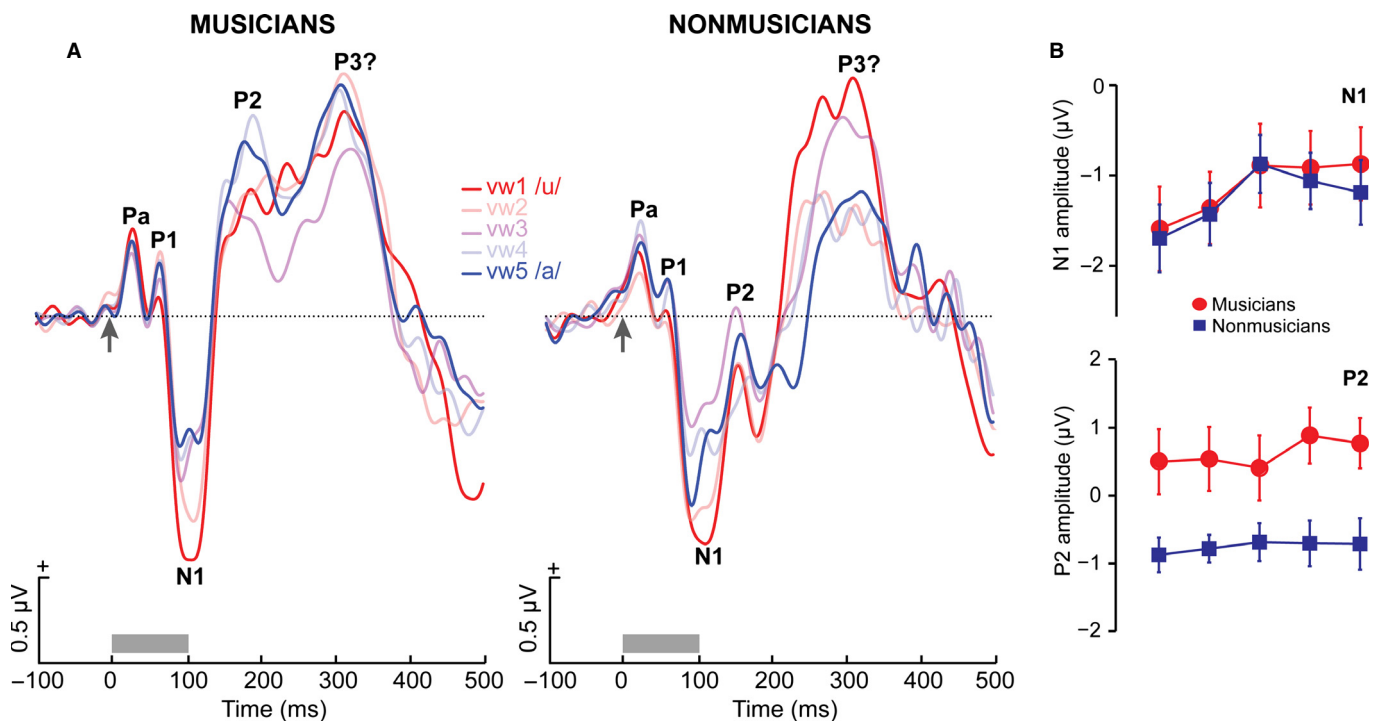 MUSICIANS
NONMUSICIANS
A
P2
P3?
Pa
P1
N1
vw1 /u/
vw2
vw3
vw4
vw5 /a/
P3?
Pa
P1
P2
N1
+
0.5 µV
−100 0 100 200 300 400 500
Time (ms)
+
0.5 µV
−100 0 100 200 300 400 500
Time (ms)
B
N1
0
−1
−2
N1 amplitude (µV)
Musicians
Nonmusicians
P2
2
1
0
−1
−2
P2 amplitude (µV)